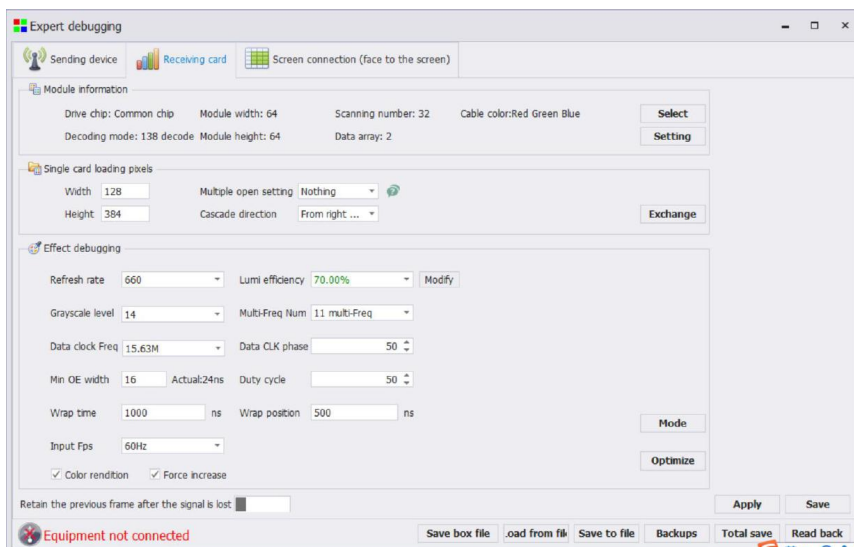 Expert debugging
Sending device Receiving card Screen connection (face to the screen)
Module information
Drive chip: Common chip Module width: 64 Scanning number: 32 Cable color:Red Green Blue Select
Decoding mode: 138 decode Module height: 64 Data array: 2 Setting
Single card loading pixels
Width 128 Multiple open setting Nothing
Height 384 Cascade direction From right ... Exchange
Effect debugging
Refresh rate 660 Lumi efficiency 70.00% Modify
Grayscale level 14 Multi-Freq Num 11 multi-Freq
Data clock Freq 15.63M Data CLK phase 50
Min OE width 16 Actual:24ns Duty cycle 50
Wrap time 1000 ns Wrap position 500 ns
Mode
Input Fps 60Hz
Optimize
Color rendition Force increase
Retain the previous frame after the signal is lost Apply Save
Equipment not connected Save box file .oad from fil Save to file Backups Total save Read back